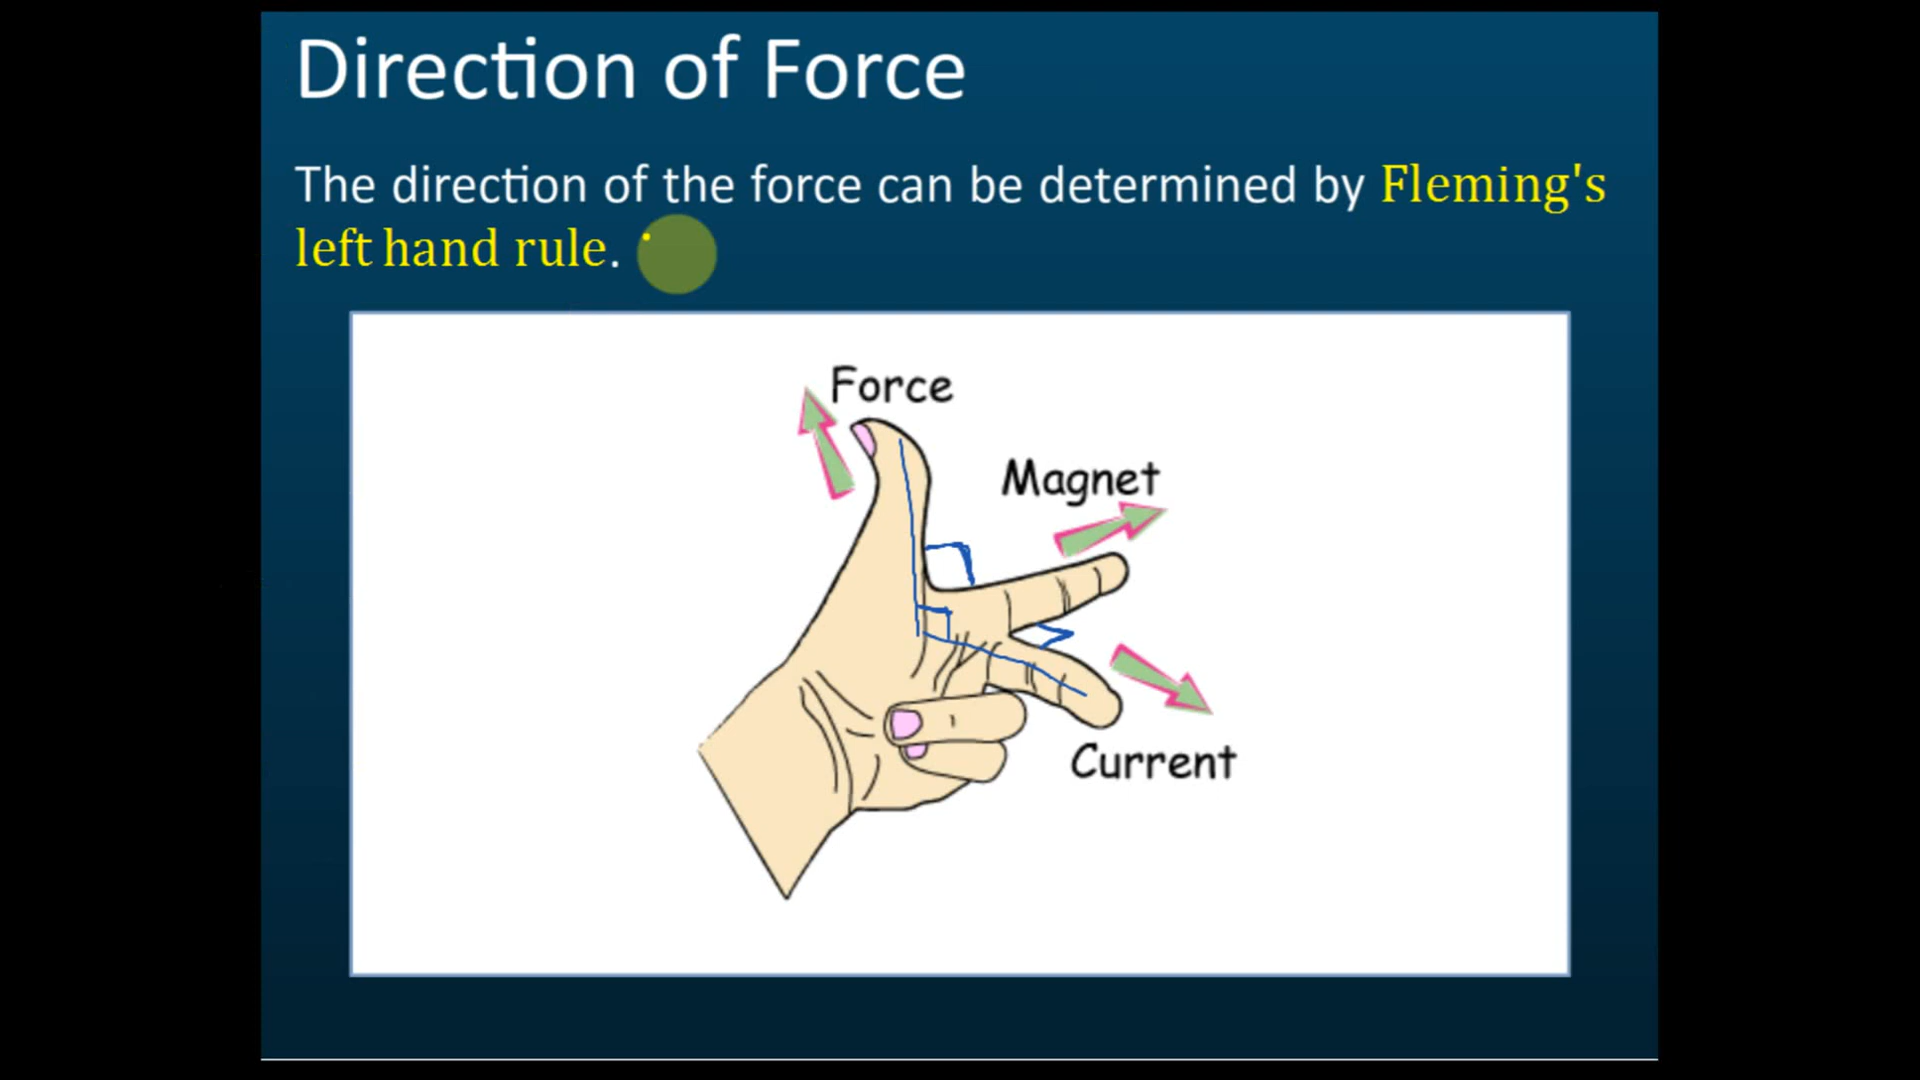 Direction of Force
The direction of the force can be determined by Fleming's
left hand rule.
Force
Magnet
Current